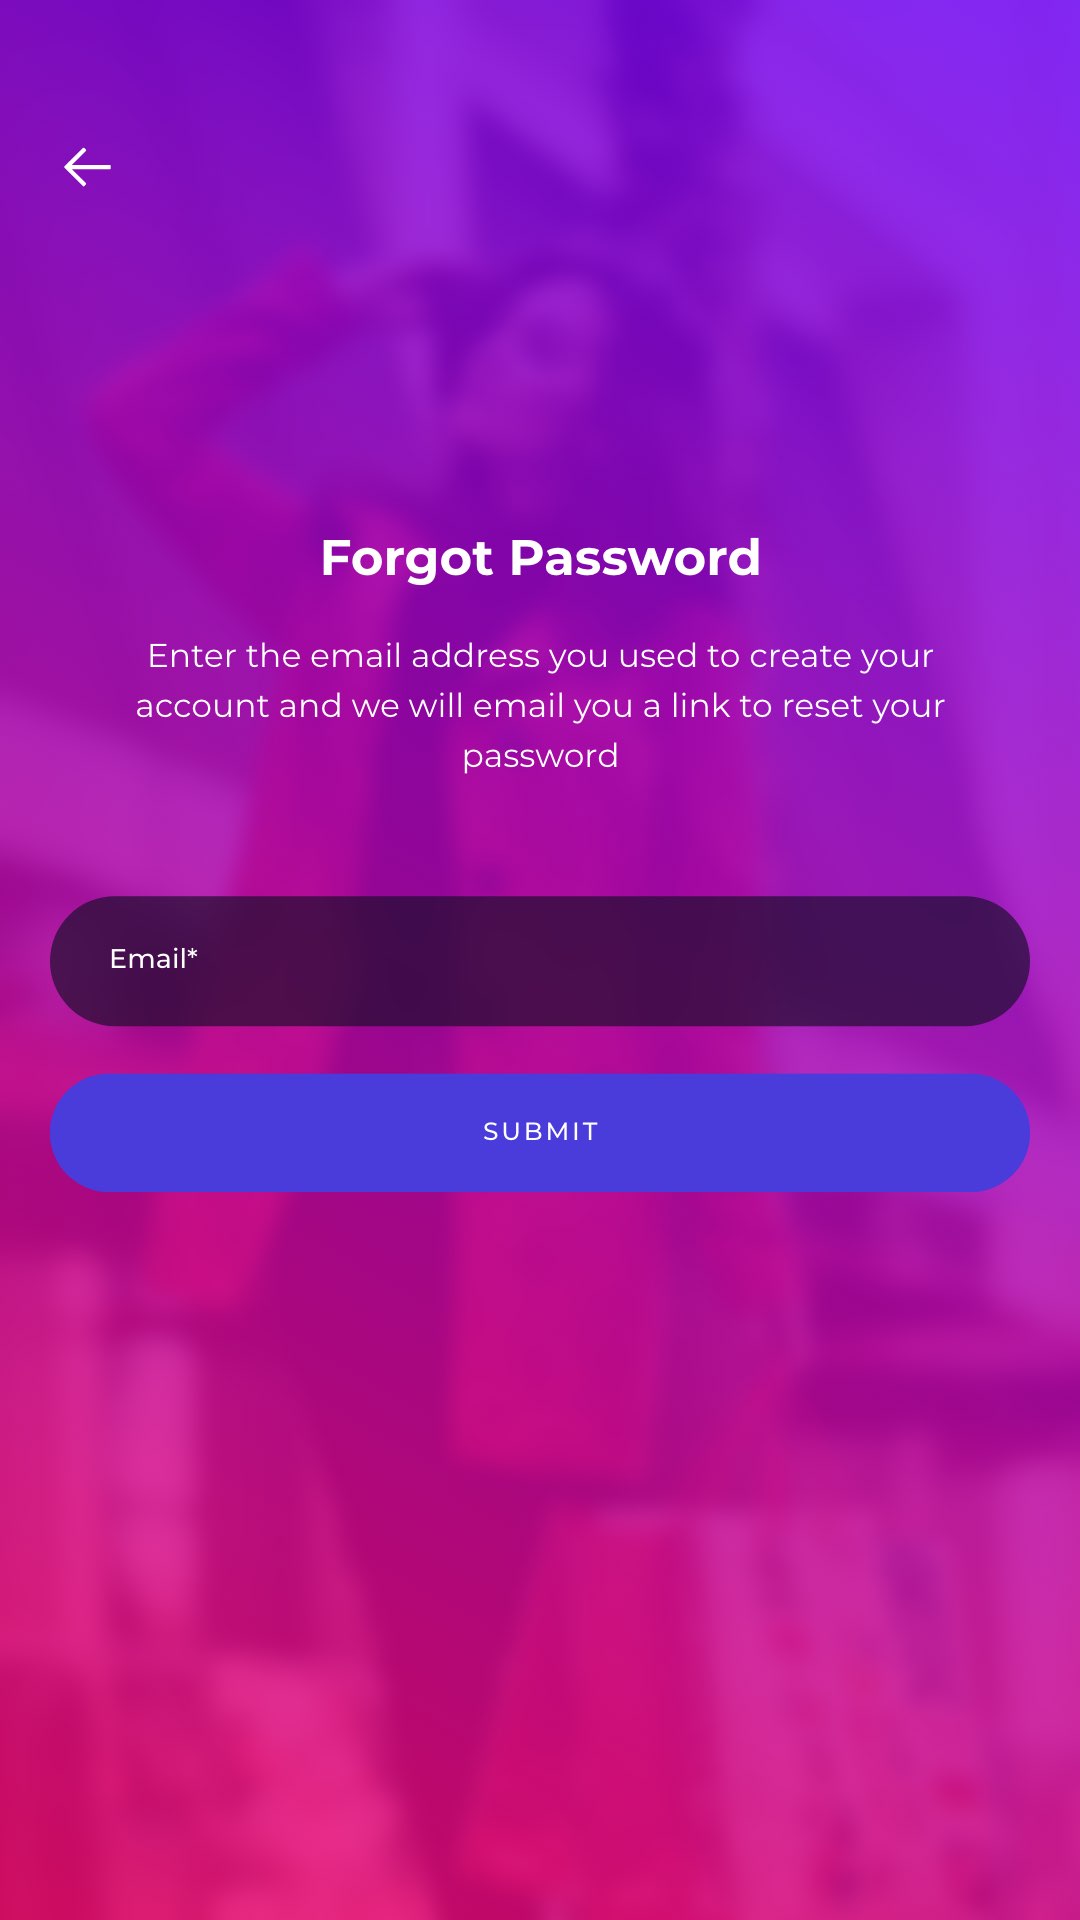 Forgot Password
Enter the email address you used to create your
account and we will email you a link to reset your
password
Email*
SUBMIT